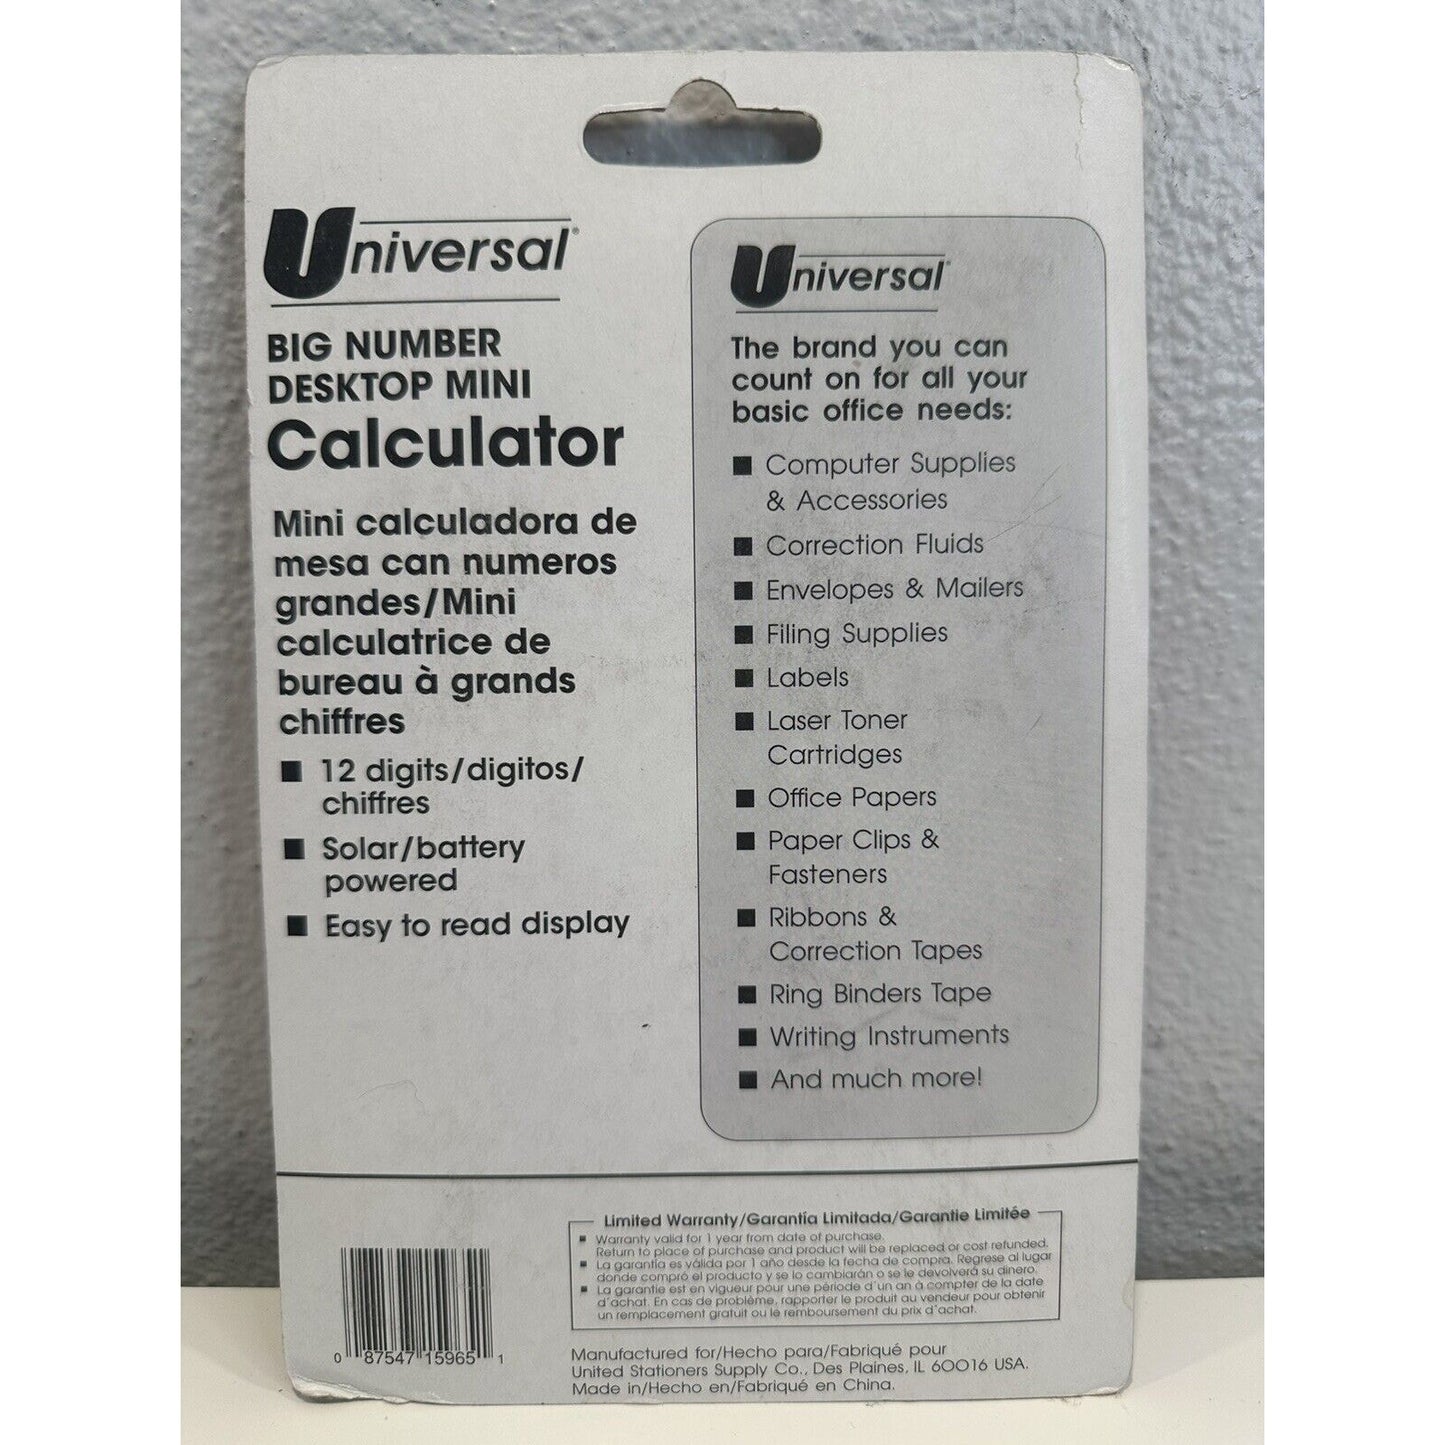 Universal®
BIG NUMBER
DESKTOP MINI
Calculator
Mini calculadora de
mesa can numeros
grandes/Mini
calculatrice de
bureau à grands
chiffres
■ 12 digits/digitos/
chiffres
■ Solar/battery
powered
■ Easy to read display
Universal®
The brand you can
count on for all your
basic office needs:
■ Computer Supplies
& Accessories
■ Correction Fluids
■ Envelopes & Mailers
■ Filing Supplies
■ Labels
■ Laser Toner
Cartridges
■ Office Papers
■ Paper Clips &
Fasteners
■ Ribbons &
Correction Tapes
■ Ring Binders Tape
■ Writing Instruments
■ And much more!
0 87547 15965 1
Limited Warranty/Garantía Limitada/Garantie Limitée
■ Warranty valid for 1 year from date of purchase.
Return to place of purchase and product will be replaced or cost refunded.
■ La garantía es válida por 1 año desde la fecha de compra. Regrese al lugar
donde compró el producto y se lo cambiarán o se le devolverá su dinero.
■ La garantie est en vigueur pour une période d'un an à compter de la date
d'achat. En cas de problème, rapporter le produit au vendeur pour obtenir
un remplacement gratuit ou le remboursement du prix d'achat.
Manufactured for/Hecho para/Fabriqué pour
United Stationers Supply Co., Des Plaines, IL 60016 USA.
Made in/Hecho en/Fabriqué en China.